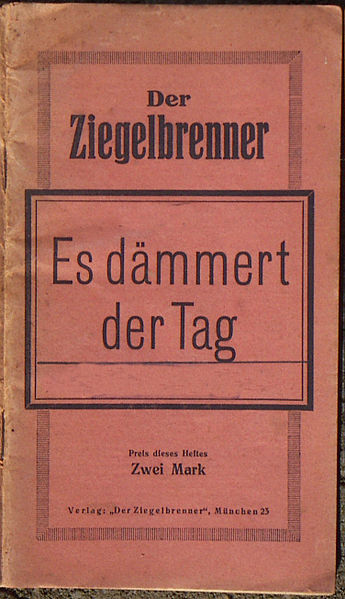 Der
Ziegelbrenner
Es dämmert
der Tag
Preis dieses Heftes
Zwei Mark
Verlag: „Der Ziegelbrenner“, München 23